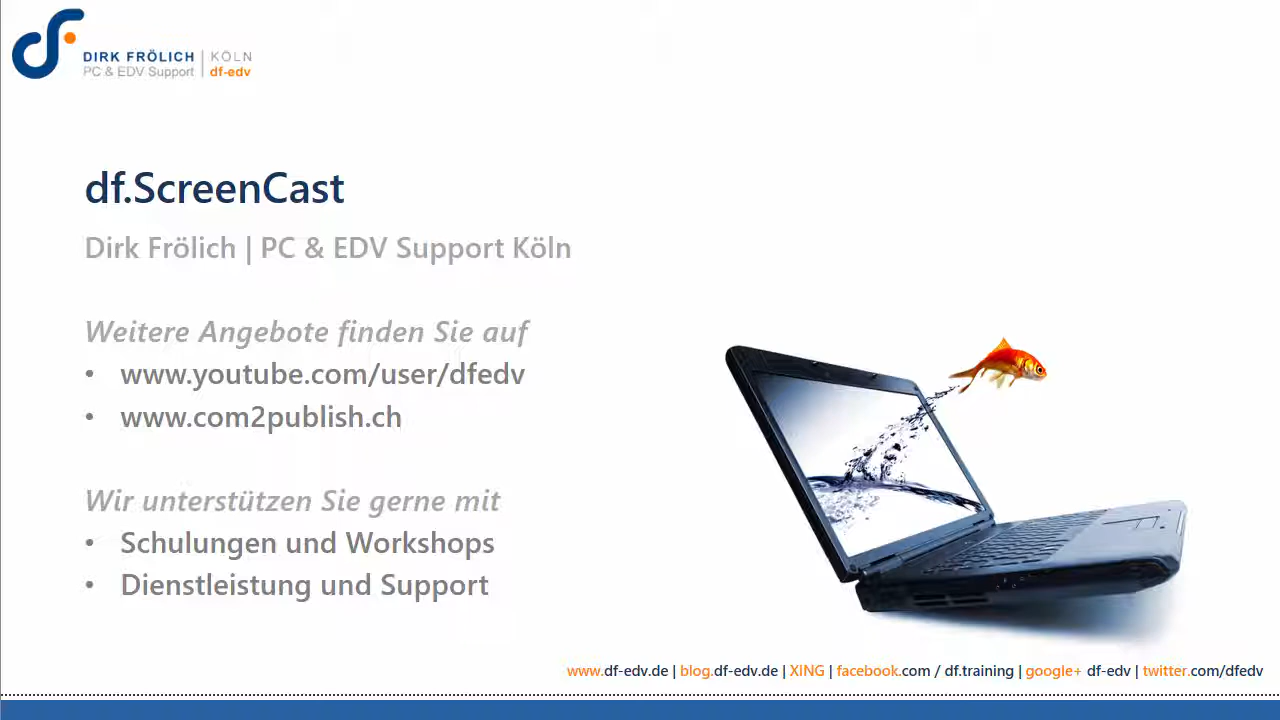 DIRK FRÖLICH | KÖLN
PC & EDV Support | df-edv
df.ScreenCast
Dirk Frölich | PC & EDV Support Köln
Weitere Angebote finden Sie auf
• www.youtube.com/user/dfedv
• www.com2publish.ch
Wir unterstützen Sie gerne mit
• Schulungen und Workshops
• Dienstleistung und Support
www.df-edv.de | blog.df-edv.de | XING | facebook.com / df.training | google+ df-edv | twitter.com/dfedv